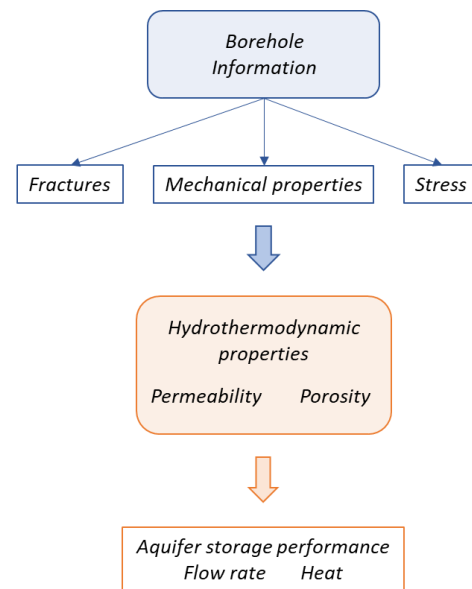 Borehole
Information
Fractures Mechanical properties Stress
Hydrothermodynamic
properties
Permeability Porosity
Aquifer storage performance
Flow rate Heat